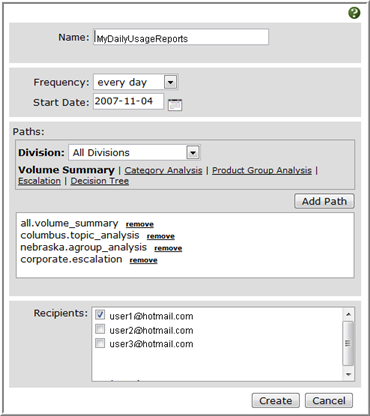 Name: MyDailyUsageReports
Frequency: every day
Start Date: 2007-11-04
Paths:
Division: All Divisions
Volume Summary | Category Analysis | Product Group Analysis |
Escalation | Decision Tree
Add Path
all.volume_summary remove
columbus.topic_analysis remove
nebraska.agroup_analysis remove
corporate.escalation remove
Recipients: user1@hotmail.com
user2@hotmail.com
user3@hotmail.com
Create Cancel